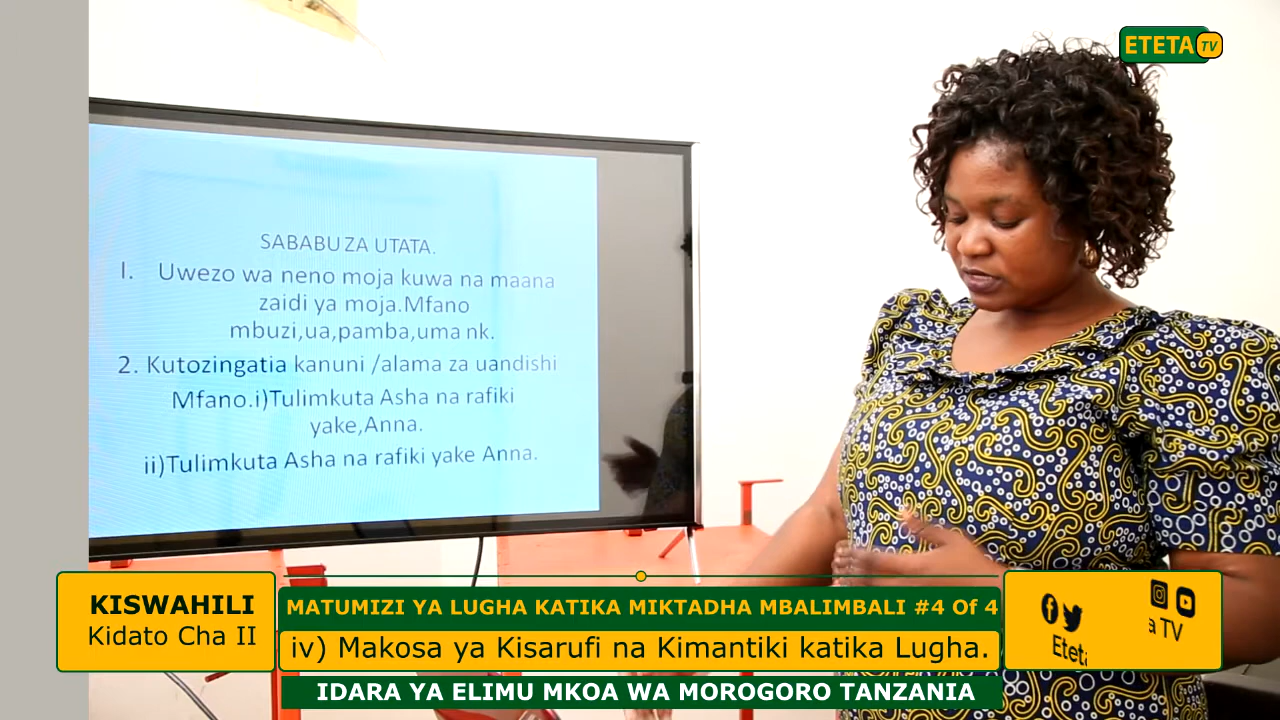 ETETA TV
SABABU ZA UTATA.
I. Uwezo wa neno moja kuwa na maana
zaidi ya moja.Mfano
mbuzi,ua,pamba,uma nk.
2. Kutozingatia kanuni /alama za uandishi
Mfano.i)Tulimkuta Asha na rafiki
yake,Anna.
ii)Tulimkuta Asha na rafiki yake Anna.
KISWAHILI
Kidato Cha II
MATUMIZI YA LUGHA KATIKA MIKTADHA MBALIMBALI #4 Of 4
iv) Makosa ya Kisarufi na Kimantiki katika Lugha.
IDARA YA ELIMU MKOA WA MOROGORO TANZANIA
a TV